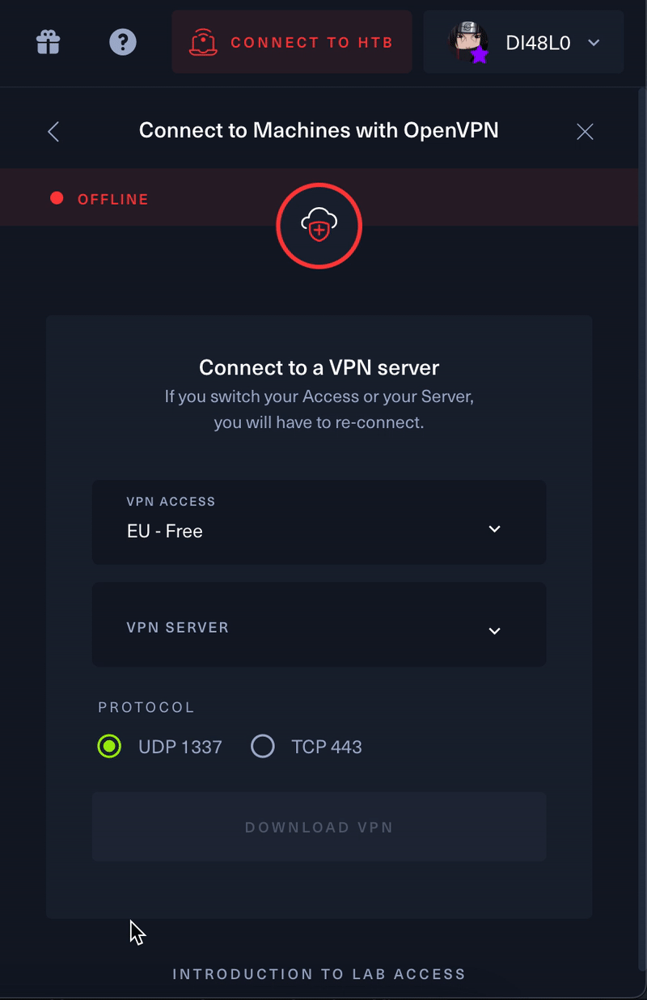 CONNECT TO HTB
DI48L0
Connect to Machines with OpenVPN
OFFLINE
Connect to a VPN server
If you switch your Access or your Server,
you will have to re-connect.
VPN ACCESS
EU - Free
VPN SERVER
PROTOCOL
UDP 1337 TCP 443
DOWNLOAD VPN
INTRODUCTION TO LAB ACCESS